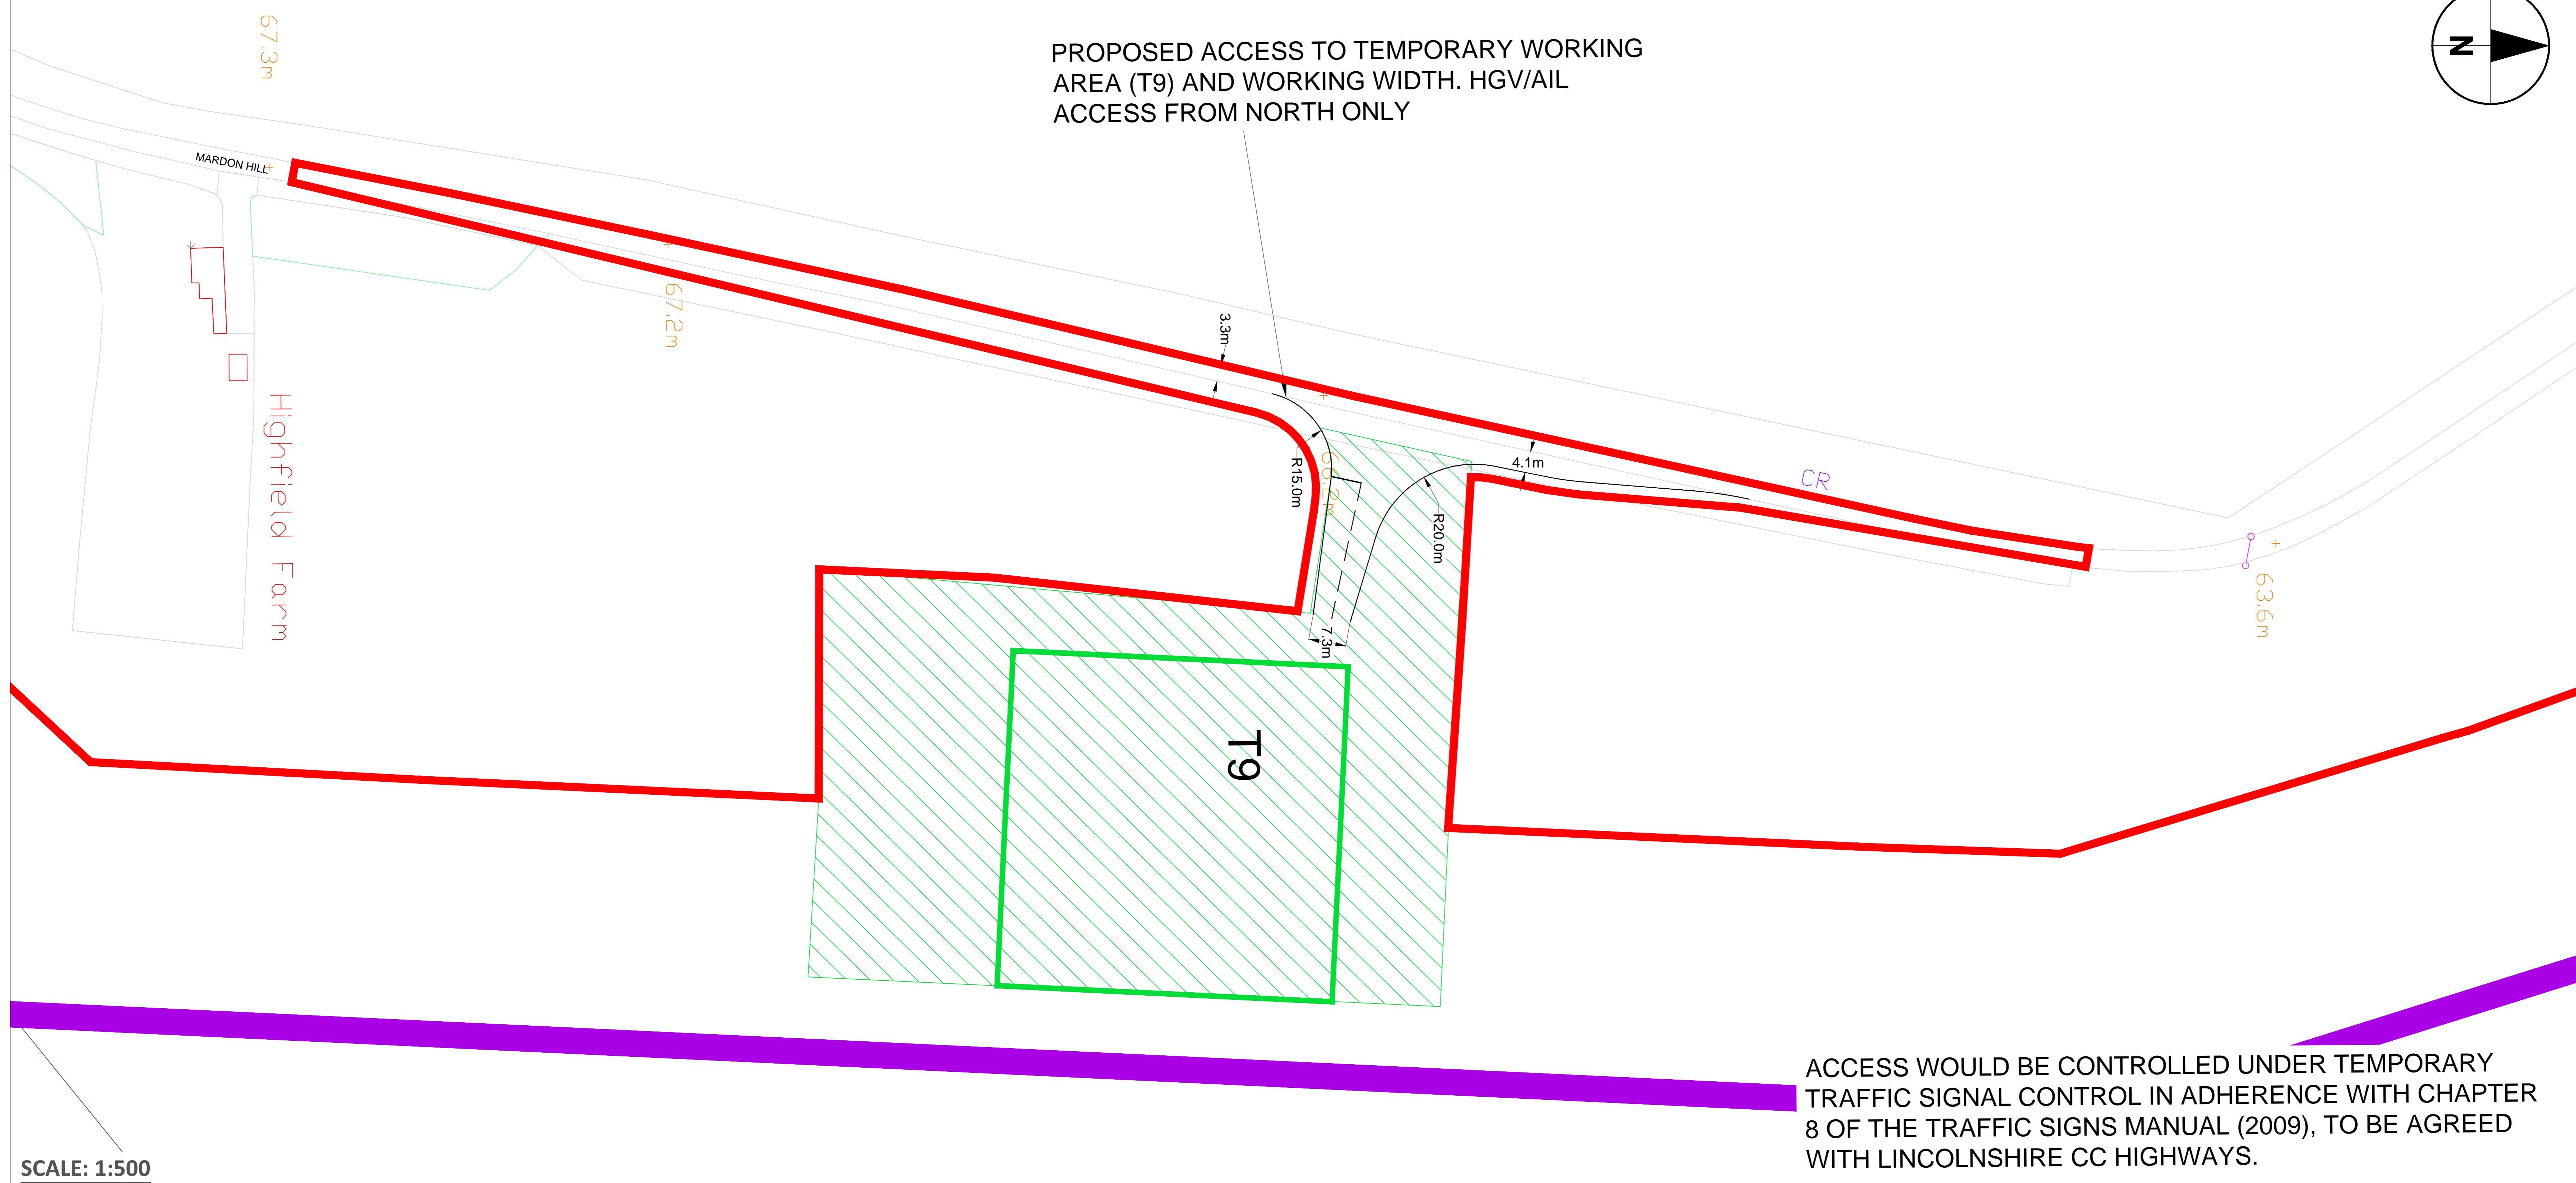 67.3m
N
PROPOSED ACCESS TO TEMPORARY WORKING
AREA (T9) AND WORKING WIDTH. HGV/AIL
ACCESS FROM NORTH ONLY
MARDON HILL
67.2m
3.3m
R15.0m
66.2m
4.1m
CR
R20.0m
Highfield Farm
63.6m
7.3m
T9
ACCESS WOULD BE CONTROLLED UNDER TEMPORARY
TRAFFIC SIGNAL CONTROL IN ADHERENCE WITH CHAPTER
8 OF THE TRAFFIC SIGNS MANUAL (2009), TO BE AGREED
WITH LINCOLNSHIRE CC HIGHWAYS.
SCALE: 1:500